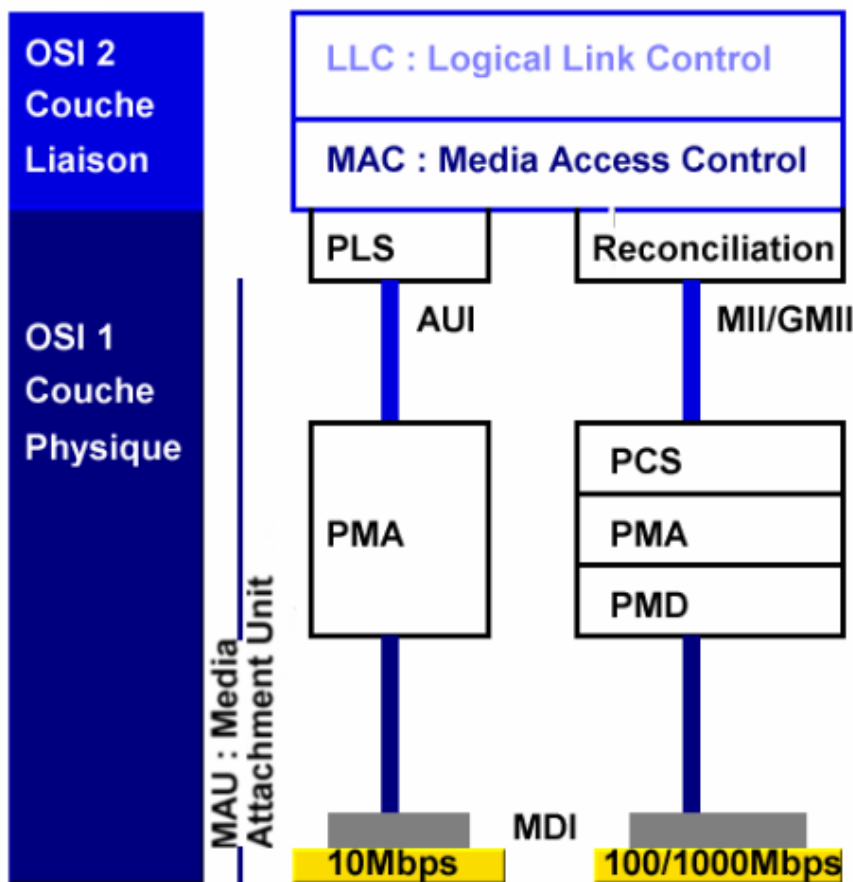 OSI 2
Couche
Liaison
LLC : Logical Link Control
MAC : Media Access Control
OSI 1
Couche
Physique
MAU : Media
Attachment Unit
PLS
Reconciliation
AUI
MII/GMII
PMA
PCS
PMA
PMD
MDI
10Mbps
100/1000Mbps